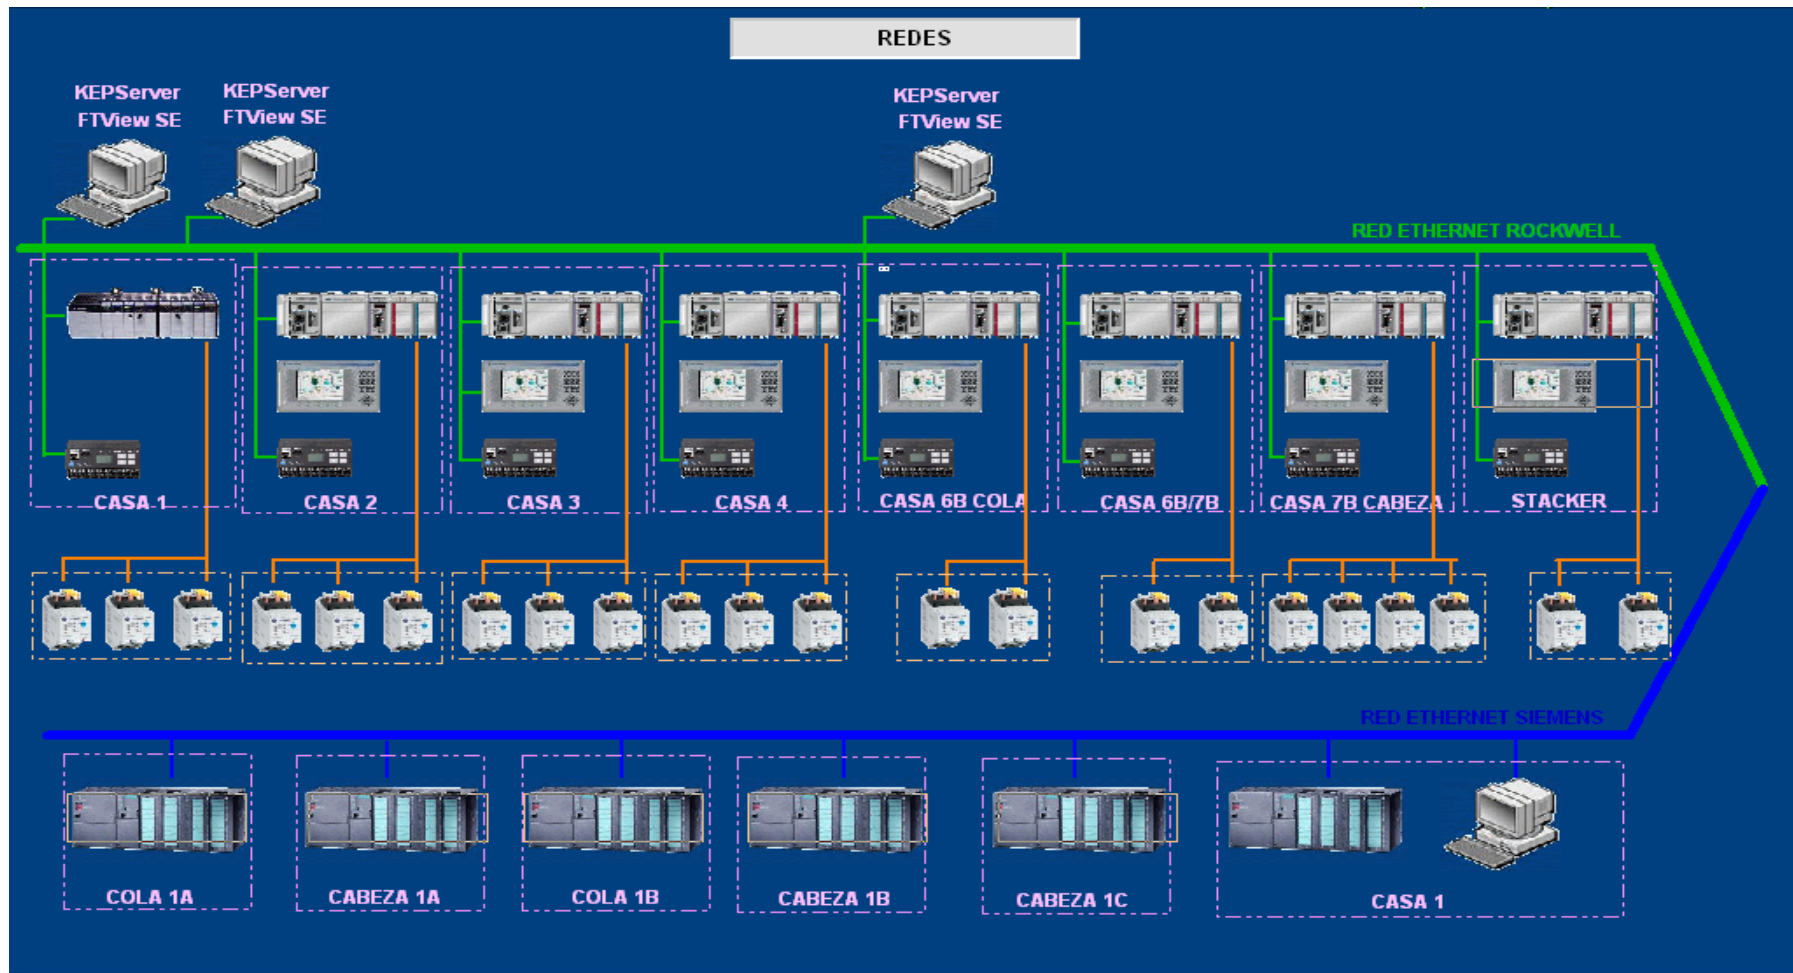 REDES
KEPServer
FTView SE
KEPServer
FTView SE
KEPServer
FTView SE
RED ETHERNET ROCKWELL
CASA 1
CASA 2
CASA 3
CASA 4
CASA 6B COLA
CASA 6B/7B
CASA 7B CABEZA
STACKER
RED ETHERNET SIEMENS
COLA 1A
CABEZA 1A
COLA 1B
CABEZA 1B
CABEZA 1C
CASA 1